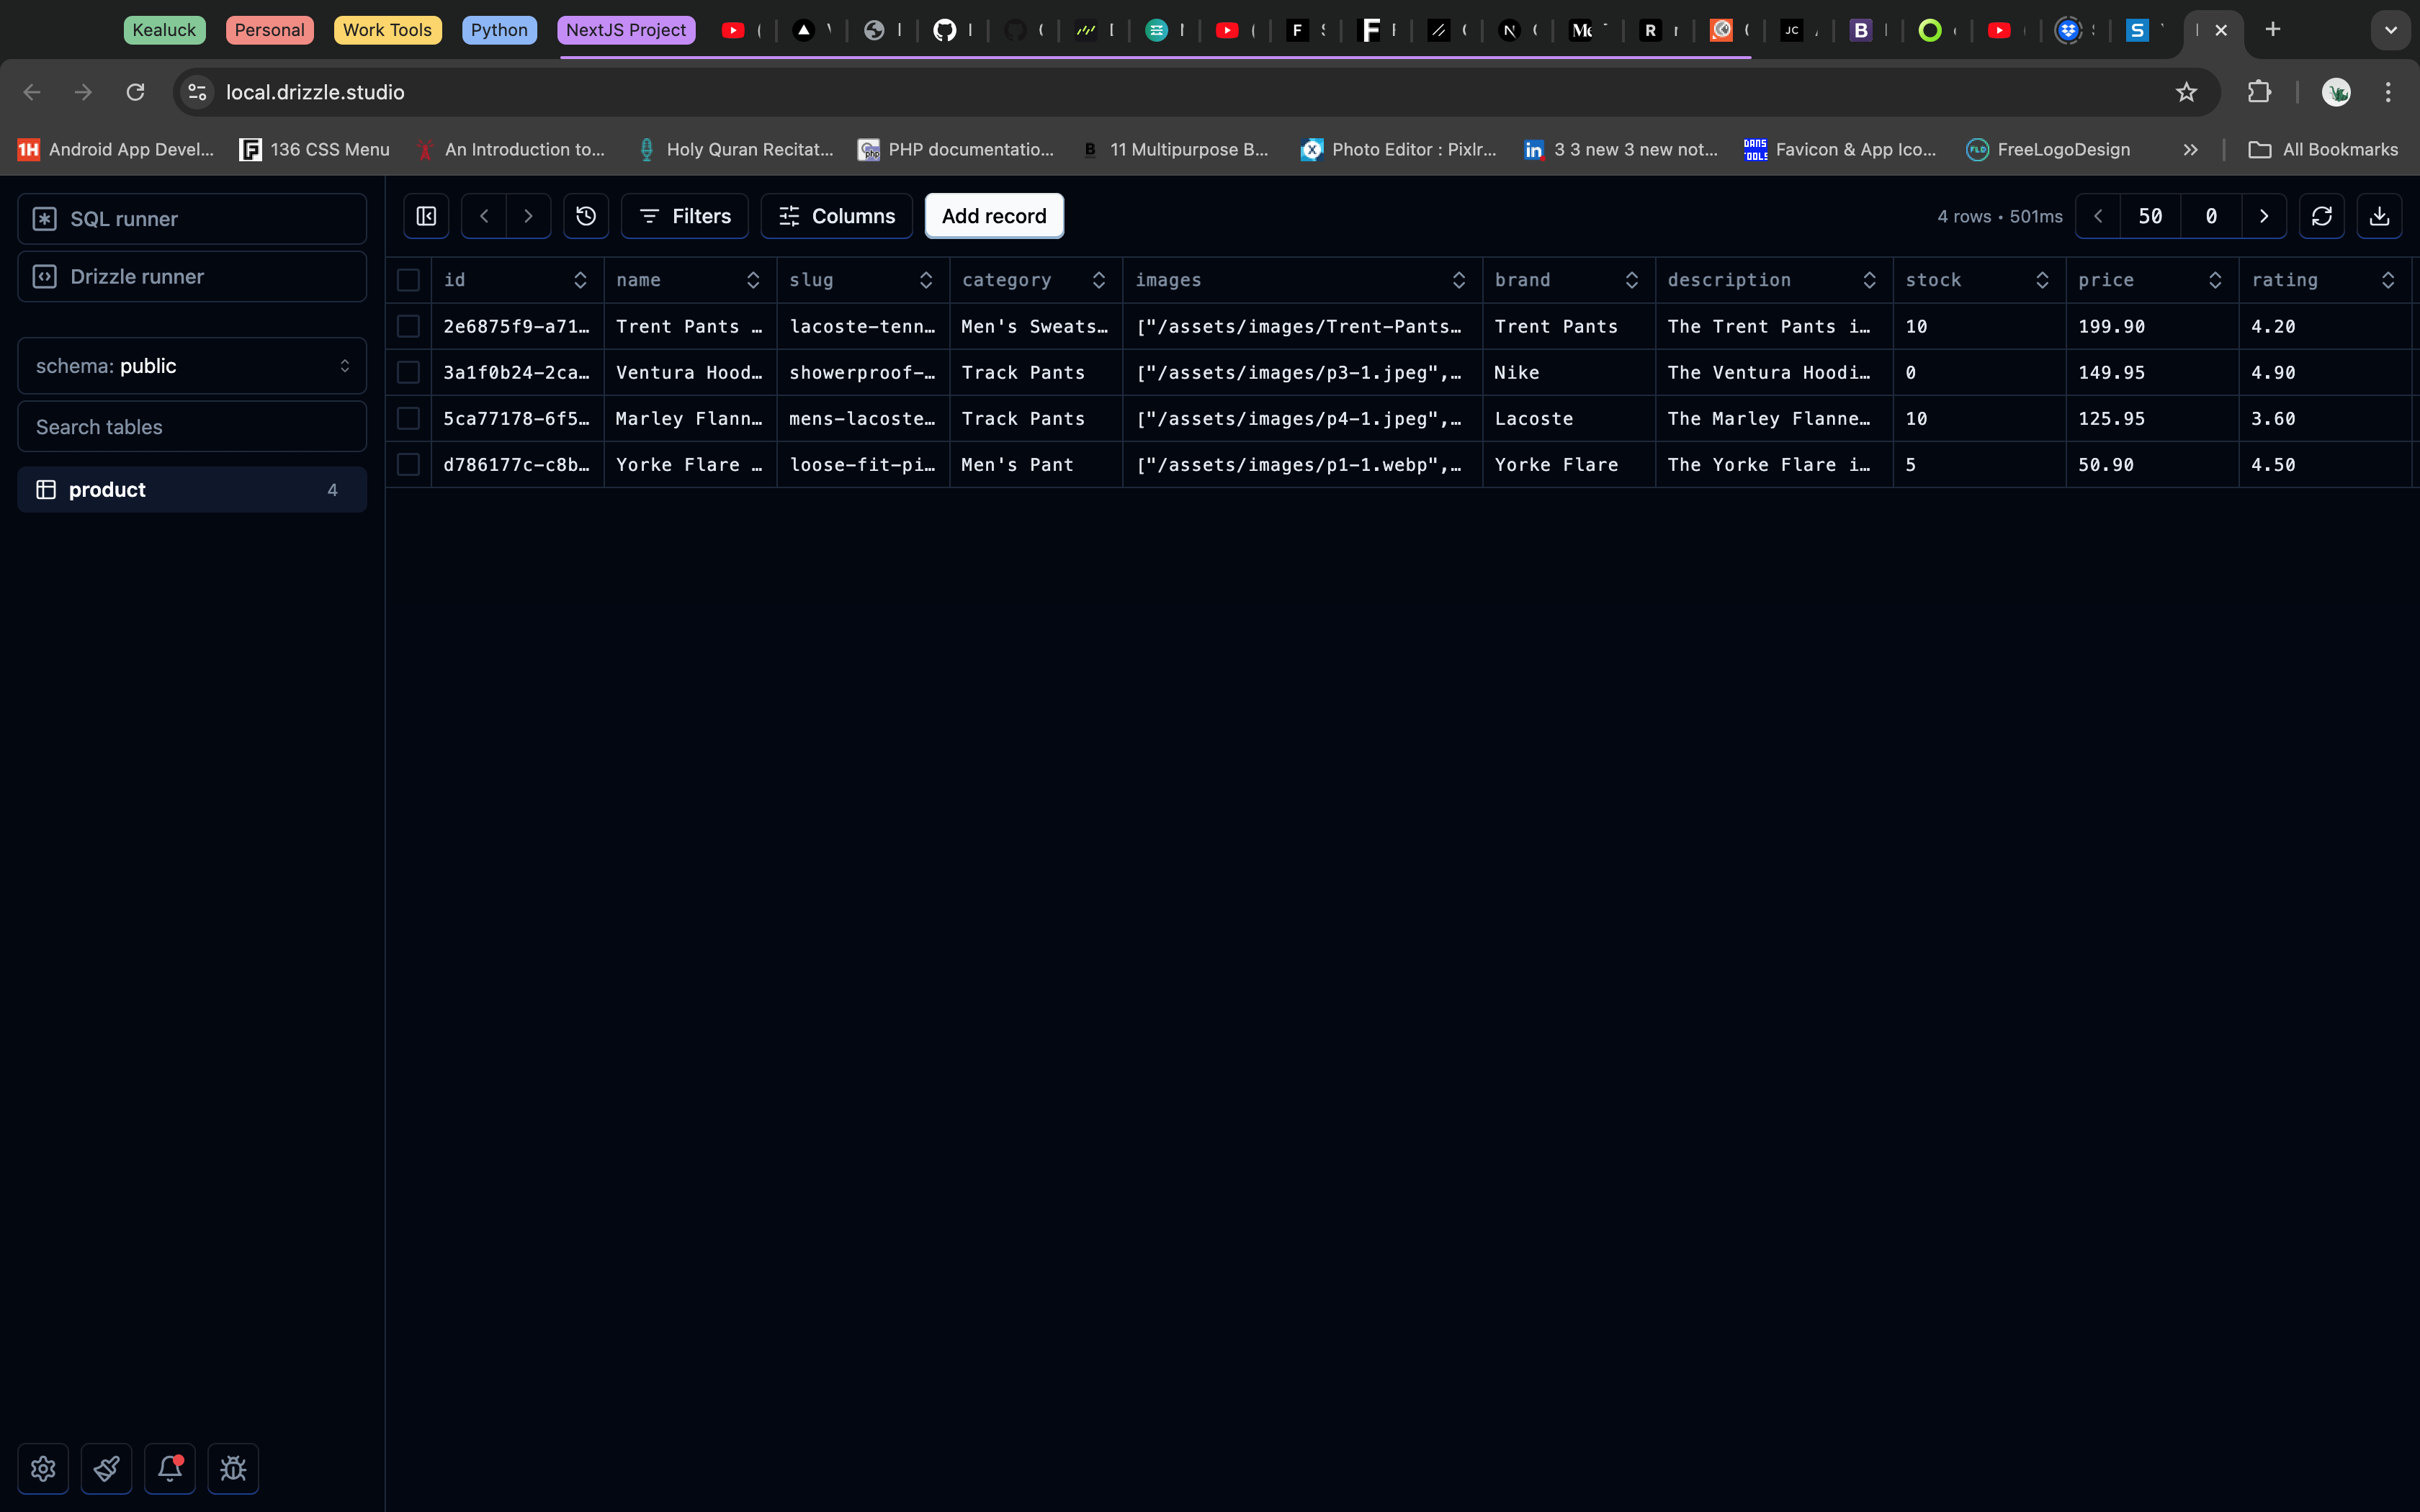 Kealuck Personal Work Tools Python NextJS Project
local.drizzle.studio
Android App Devel... 136 CSS Menu An Introduction to... Holy Quran Recitat... PHP documentatio... 11 Multipurpose B... Photo Editor : Pixlr... 3 3 new 3 new not... Favicon & App Ico... FreeLogoDesign All Bookmarks
SQL runner
Drizzle runner
schema: public
Search tables
product 4
Filters Columns Add record 4 rows • 501ms 50 0
id name slug category images brand description stock price rating
2e6875f9-a71… Trent Pants … lacoste-tenn… Men's Sweats… ["/assets/images/Trent-Pants… Trent Pants The Trent Pants i… 10 199.90 4.20
3a1f0b24-2ca… Ventura Hood… showerproof-… Track Pants ["/assets/images/p3-1.jpeg",… Nike The Ventura Hoodi… 0 149.95 4.90
5ca77178-6f5… Marley Flann… mens-lacoste… Track Pants ["/assets/images/p4-1.jpeg",… Lacoste The Marley Flanne… 10 125.95 3.60
d786177c-c8b… Yorke Flare … loose-fit-pi… Men's Pant ["/assets/images/p1-1.webp",… Yorke Flare The Yorke Flare i… 5 50.90 4.50